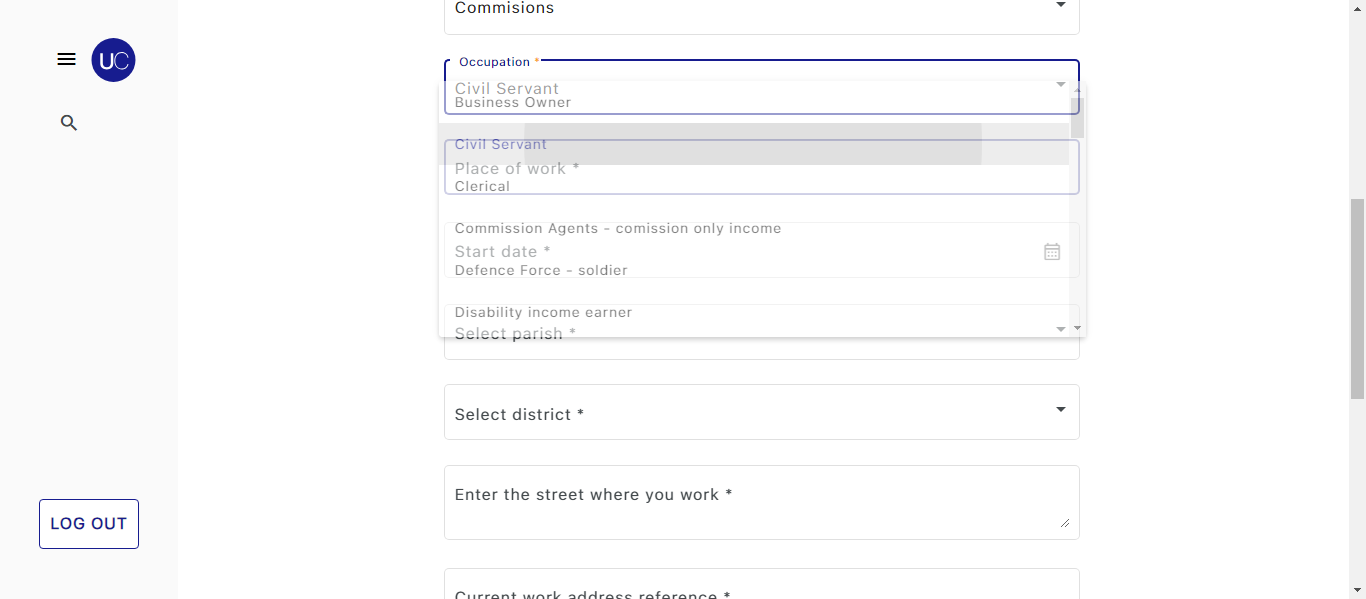 Commisions
UC
Occupation *
Civil Servant
Business Owner
Civil Servant
Place of work *
Clerical
Commission Agents - comission only income
Start date *
Defence Force - soldier
Disability income earner
Select parish *
Select district *
Enter the street where you work *
LOG OUT
Current work address reference *